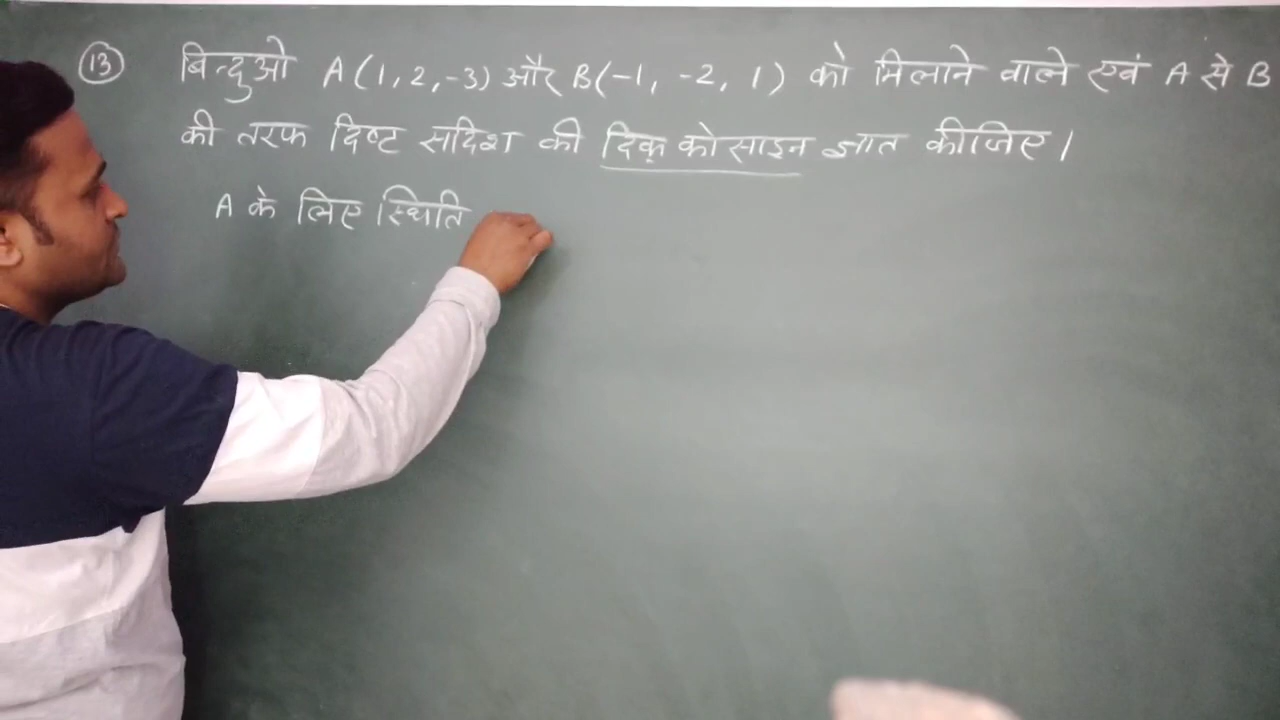 (13) बिन्दुओ A(1, 2, -3) और B(-1, -2, 1) को मिलाने वाले एवं A से B
की तरफ दिष्ट सदिश की दिक् कोसाइन ज्ञात कीजिए।
A के लिए स्थिति